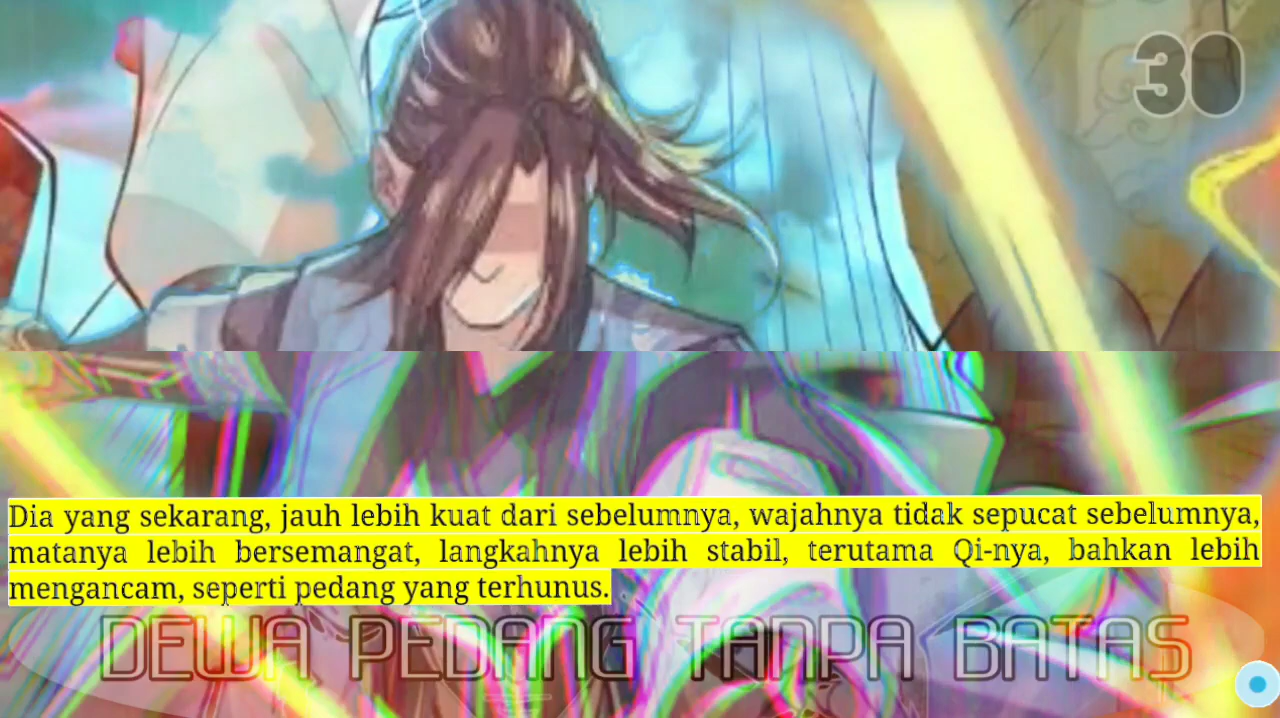 30
Dia yang sekarang, jauh lebih kuat dari sebelumnya, wajahnya tidak sepucat sebelumnya,
matanya lebih bersemangat, langkahnya lebih stabil, terutama Qi-nya, bahkan lebih
mengancam, seperti pedang yang terhunus.
DEWA PEDANG TANPA BATAS